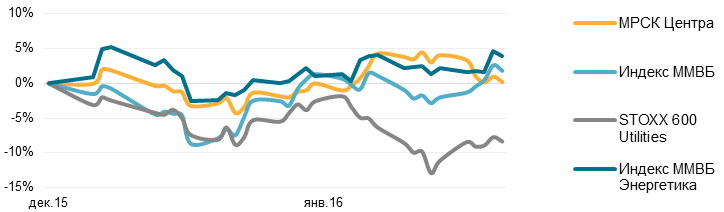 10%
5%
0%
-5%
-10%
-15%
дек.15
янв.16
МРСК Центра
Индекс ММВБ
STOXX 600
Utilities
Индекс ММВБ
Энергетика